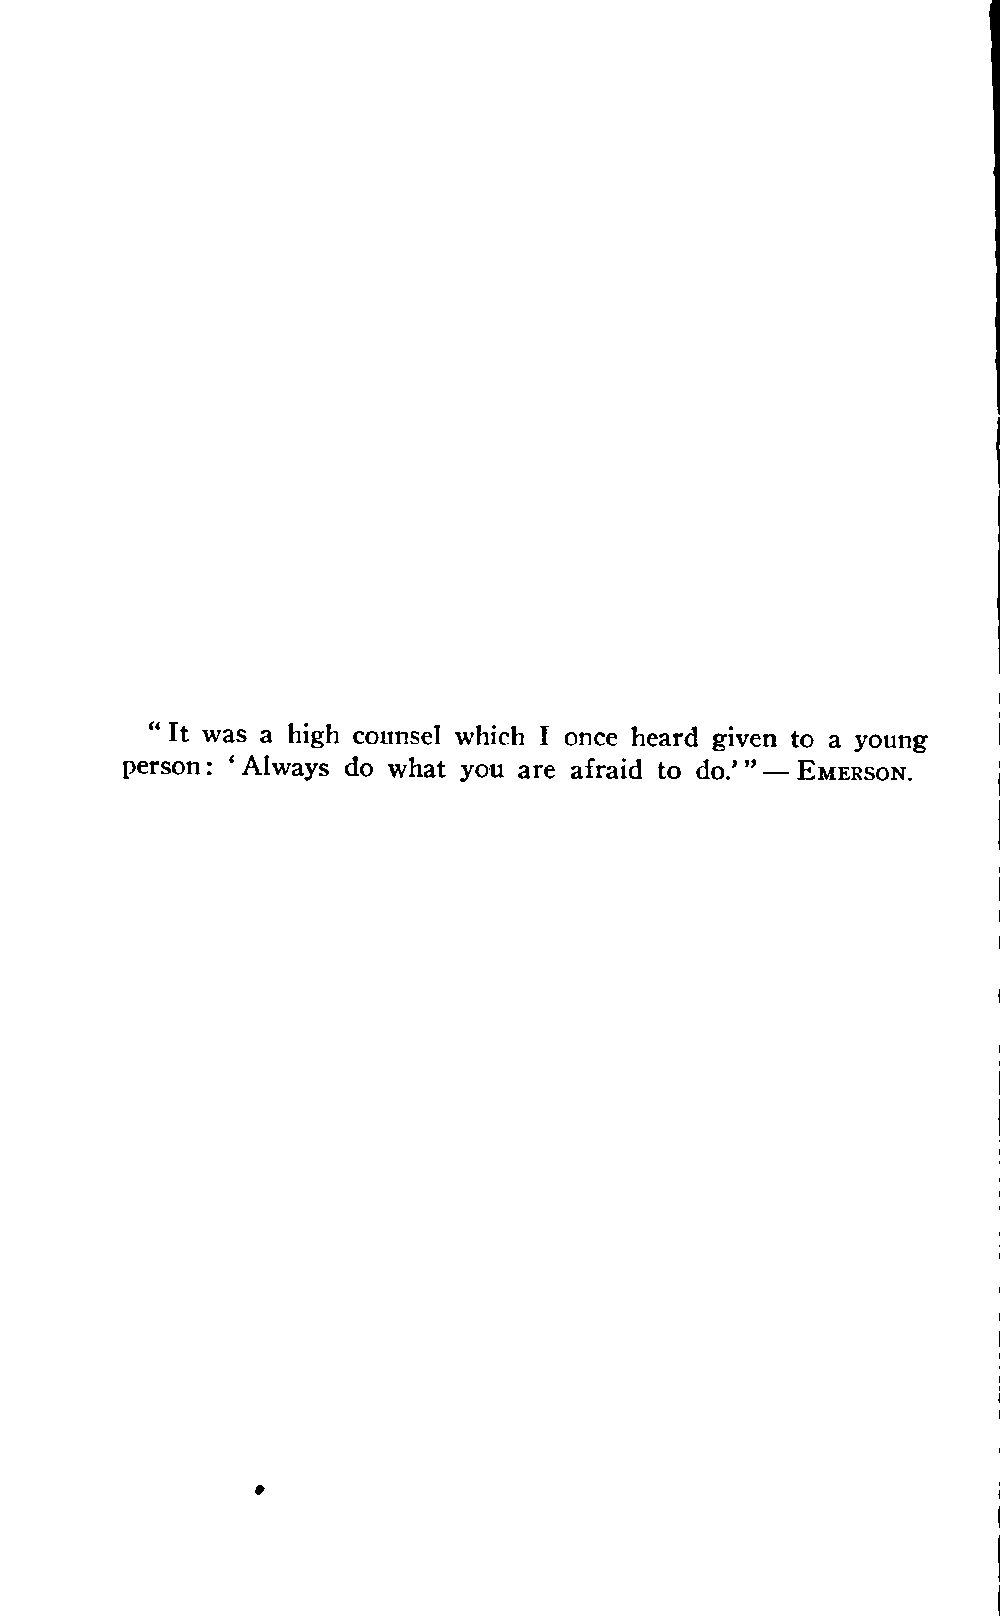 “It was a high counsel which I once heard given to a young
person: ‘Always do what you are afraid to do.’”— EMERSON.